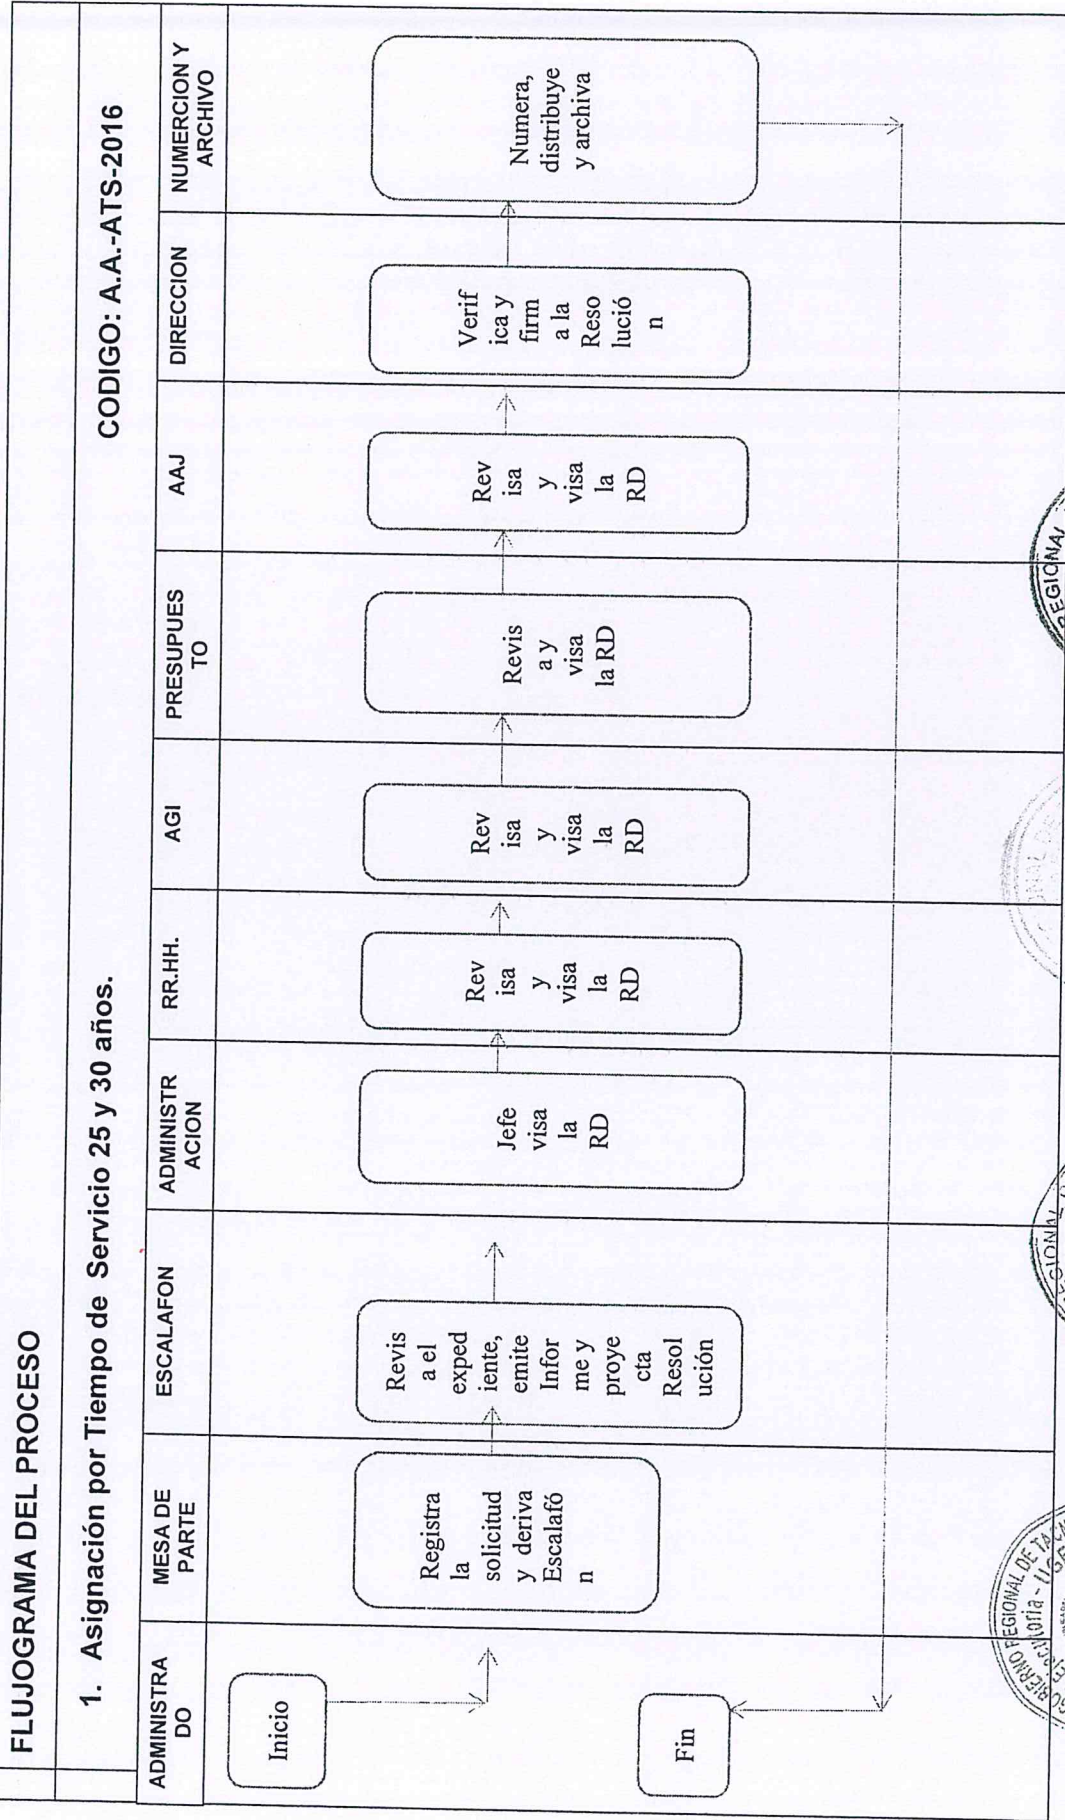 FLUJOGRAMA DEL PROCESO
1. Asignación por Tiempo de Servicio 25 y 30 años.
CODIGO: A.A.-ATS-2016
ADMINISTRA
DO
MESA DE
PARTE
ESCALAFON
ADMINISTR
ACION
RR.HH.
AGI
PRESUPUES
TO
AAJ
DIRECCION
NUMERCION Y
ARCHIVO
Inicio
Registra
la
solicitud
y deriva
Escalafó
n
Revis
a el
exped
iente,
emite
Infor
me y
proye
cta
Resol
ución
Jefe
visa
la
RD
Rev
isa
y
visa
la
RD
Rev
isa
y
visa
la
RD
Revis
a y
visa
la RD
Rev
isa
y
visa
la
RD
Verif
ica y
firm
a la
Reso
lució
n
Numera,
distribuye
y archiva
Fin
REGIONAL DE
REGIONAL